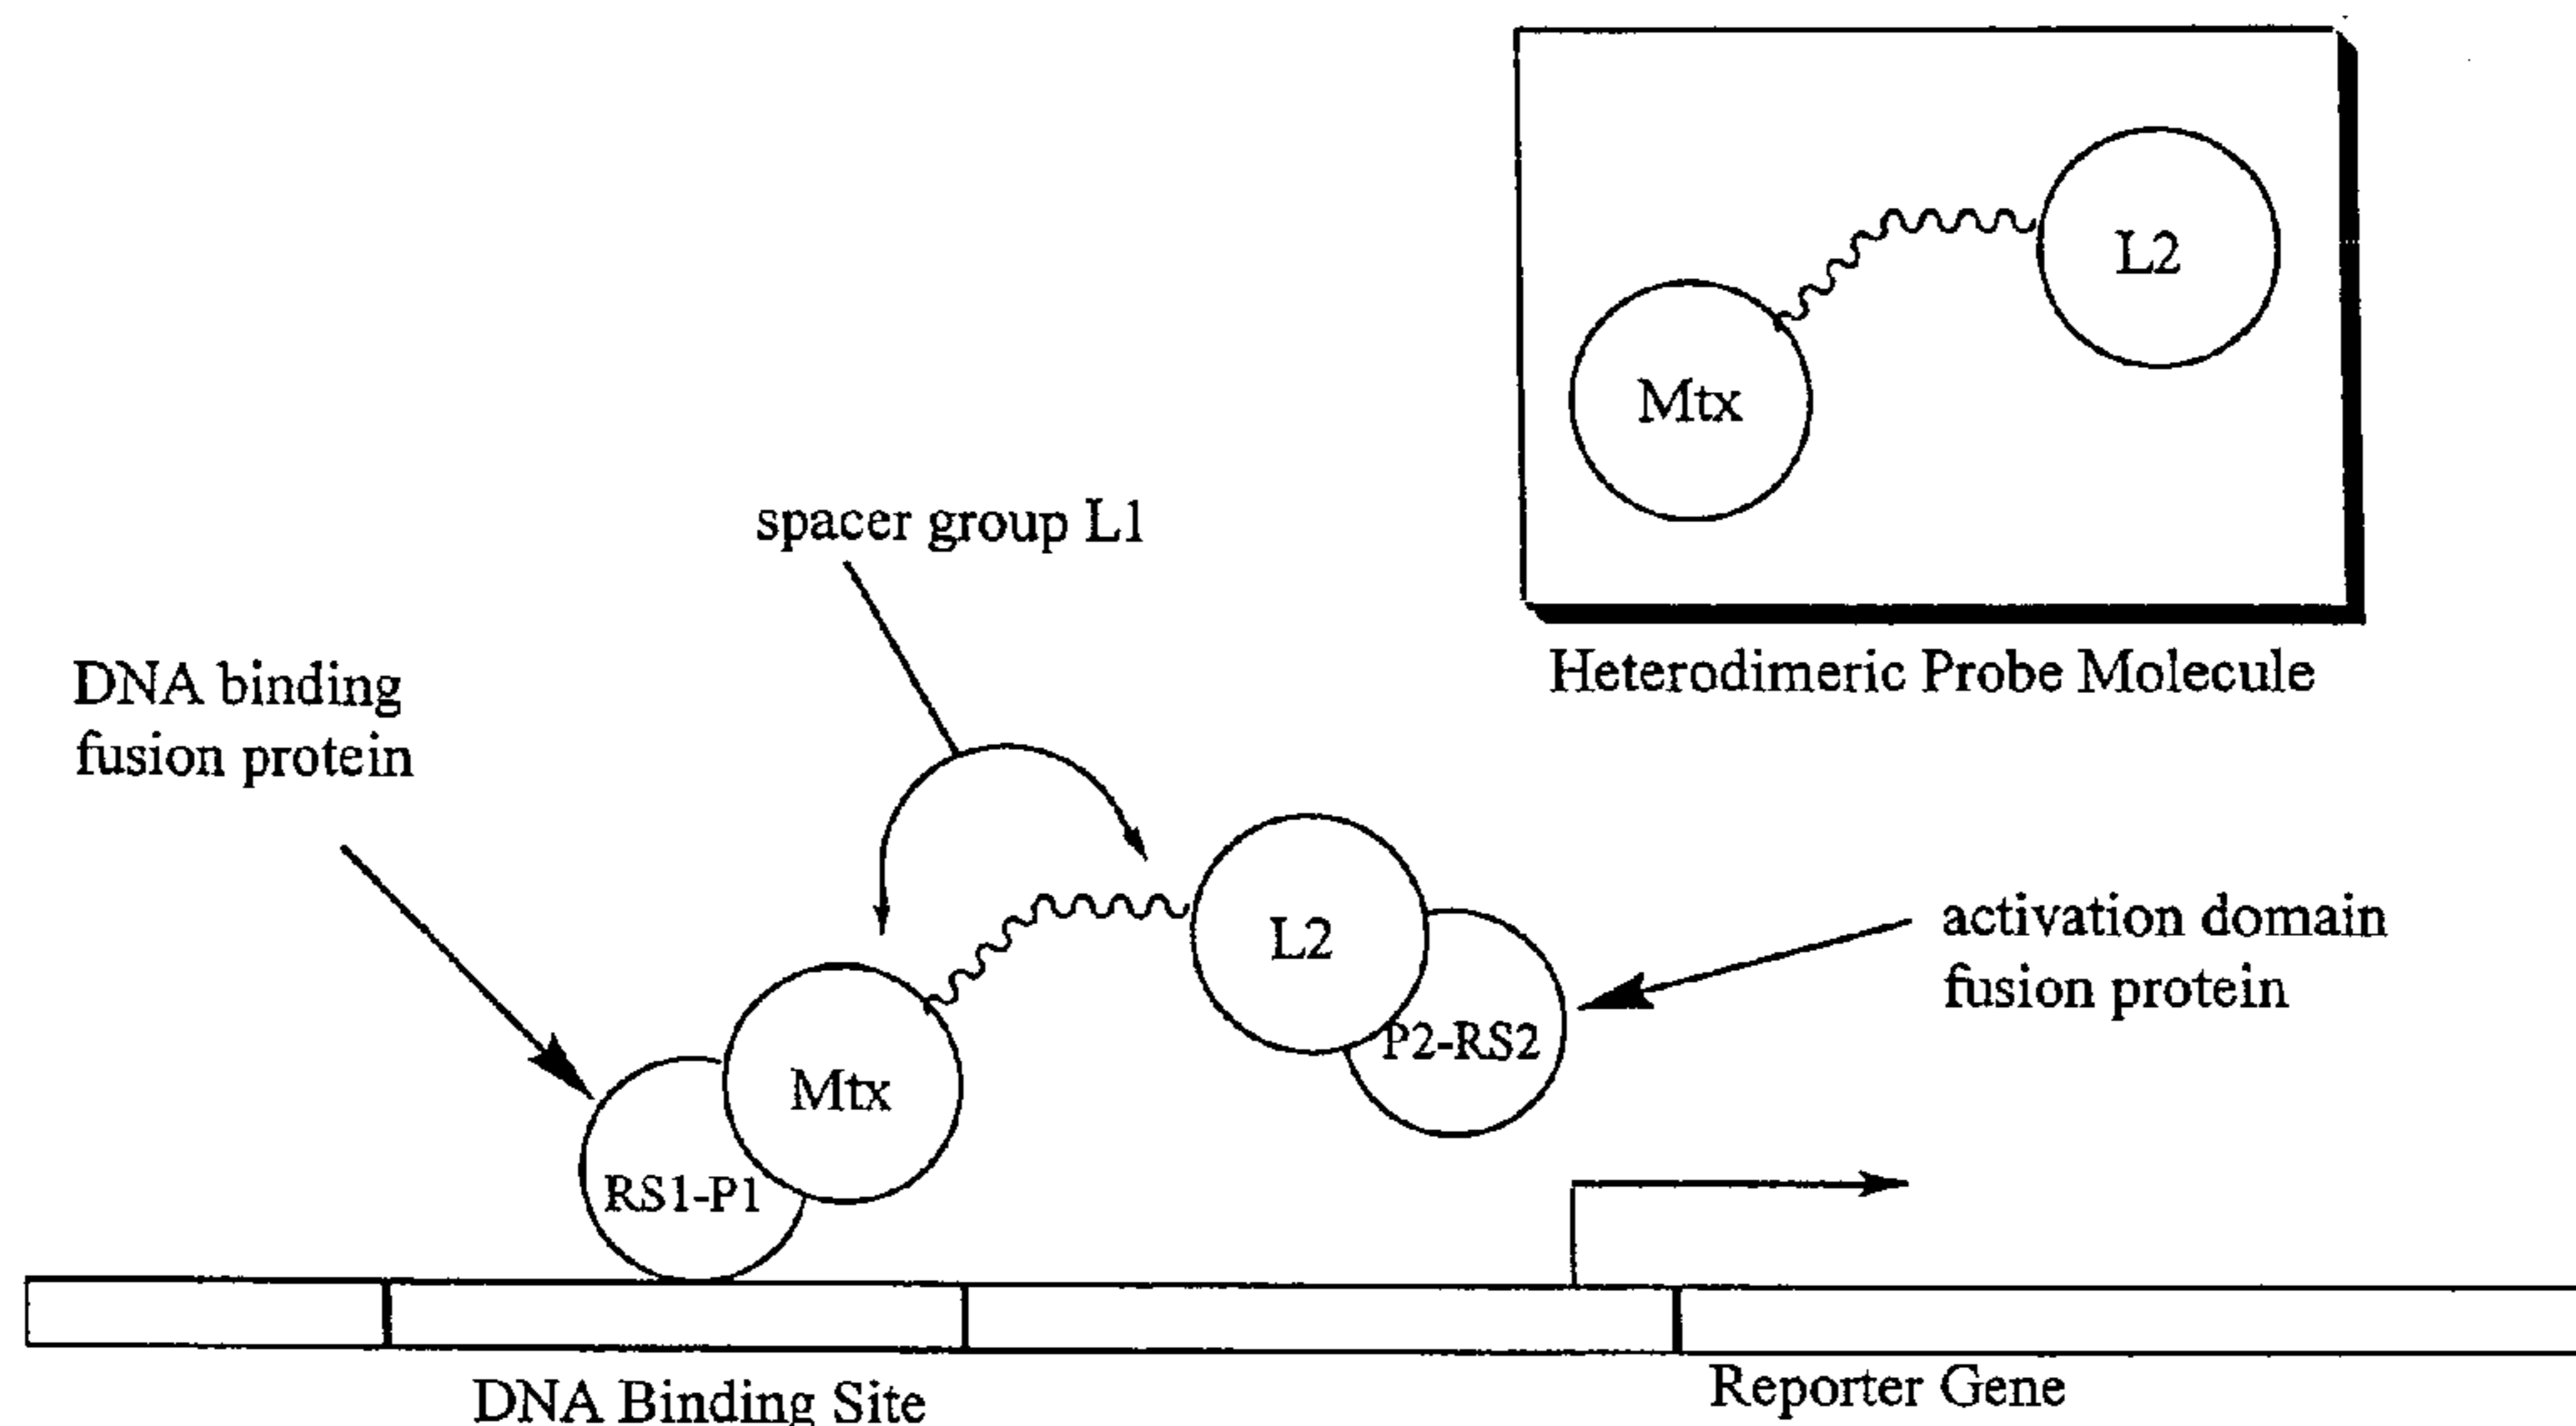 Mtx
L2
Heterodimeric Probe Molecule
spacer group L1
DNA binding
fusion protein
L2
P2-RS2
activation domain
fusion protein
Mtx
RS1-P1
DNA Binding Site
Reporter Gene